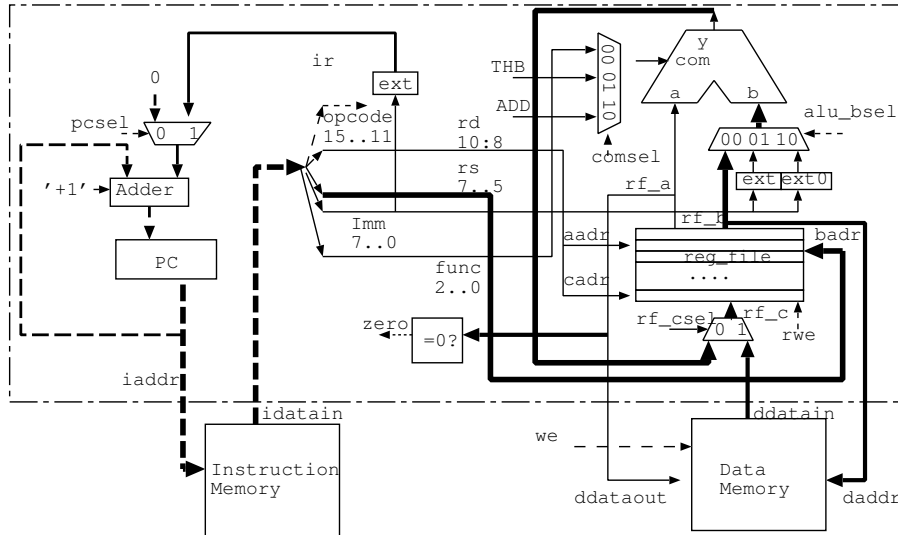 ir
0
pcsel
0 1
'+1'
Adder
PC
iaddr
idatain
Instruction
Memory
ext
opcode
15..11
rd
10:8
rs
7..5
Imm
7..0
func
2..0
zero
=0?
THB
ADD
00 01 10
comsel
y
com
a b
alu_bsel
00 01 10
ext ext0
rf_a
rf_b
aadr
badr
reg_file
....
cadr
rf_csel
rf_c
0 1
rwe
ddatain
we
Data
Memory
ddataout
daddr